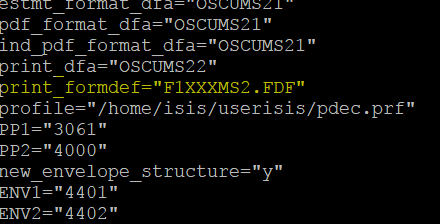 estmt_format_dfa="OSCUMS21"
pdf_format_dfa="OSCUMS21"
ind_pdf_format_dfa="OSCUMS21"
print_dfa="OSCUMS22"
print_formdef="F1XXXMS2.FDF"
profile="/home/isis/userisis/pdec.prf"
PP1="3061"
PP2="4000"
new_envelope_structure="y"
ENV1="4401"
ENV2="4402"